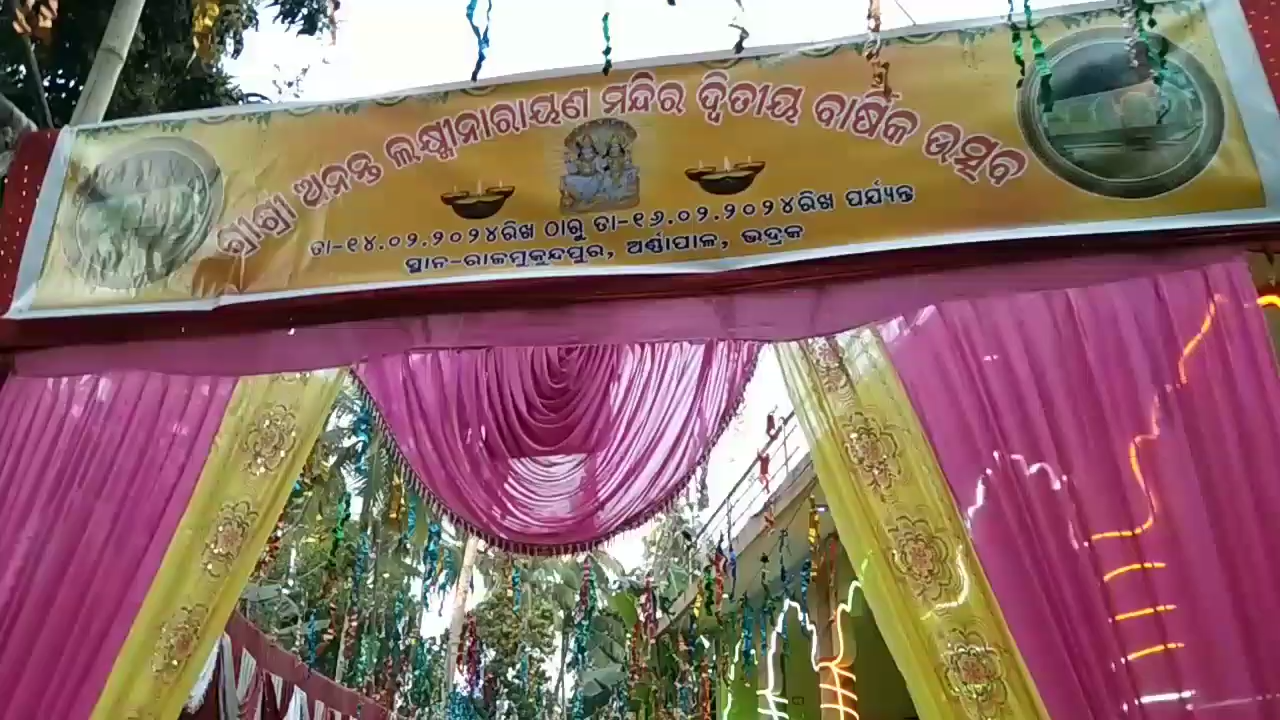 ଶ୍ରୀଶ୍ରୀ ଅନନ୍ତ ଲକ୍ଷ୍ମୀନାରାୟଣ ମନ୍ଦିର ଦ୍ୱିତୀୟ ବାର୍ଷିକ ଉତ୍ସବ
ତା-୧୪.୦୨.୨୦୨୪ରିଖ ଠାରୁ ତା-୧୬.୦୨.୨୦୨୪ରିଖ ପର୍ଯ୍ୟନ୍ତ
ସ୍ଥାନ-ରାଜମୁକୁନ୍ଦପୁର, ଅର୍ଣ୍ଣାପାଳ, ଭଦ୍ରକ